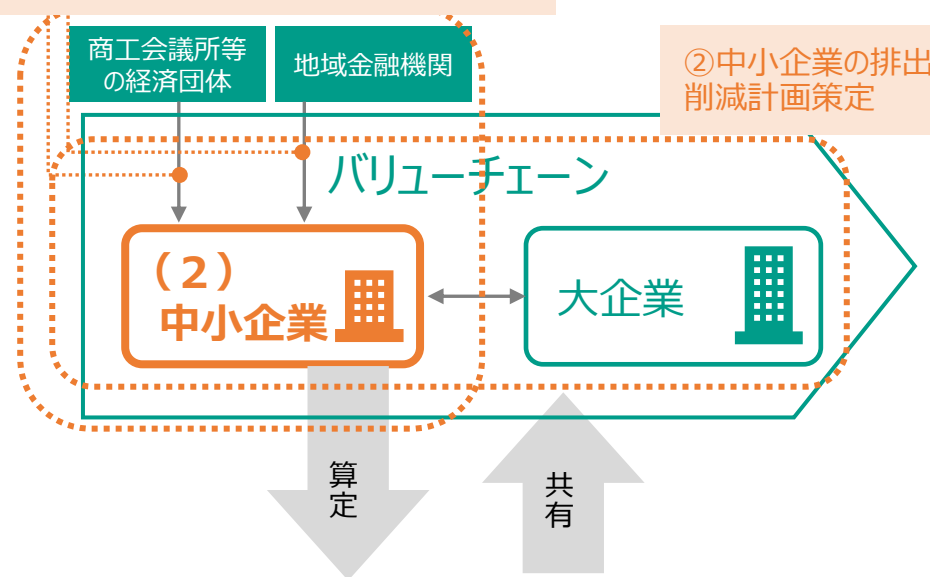 商工会議所等
の経済団体
地域金融機関
②中小企業の排出
削減計画策定
バリューチェーン
（２）
中小企業
大企業
算定
共有